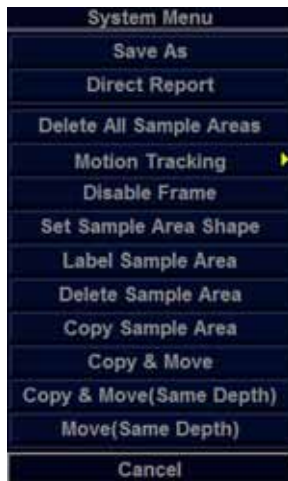 System Menu
Save As
Direct Report
Delete All Sample Areas
Motion Tracking
Disable Frame
Set Sample Area Shape
Label Sample Area
Delete Sample Area
Copy Sample Area
Copy & Move
Copy & Move(Same Depth)
Move(Same Depth)
Cancel